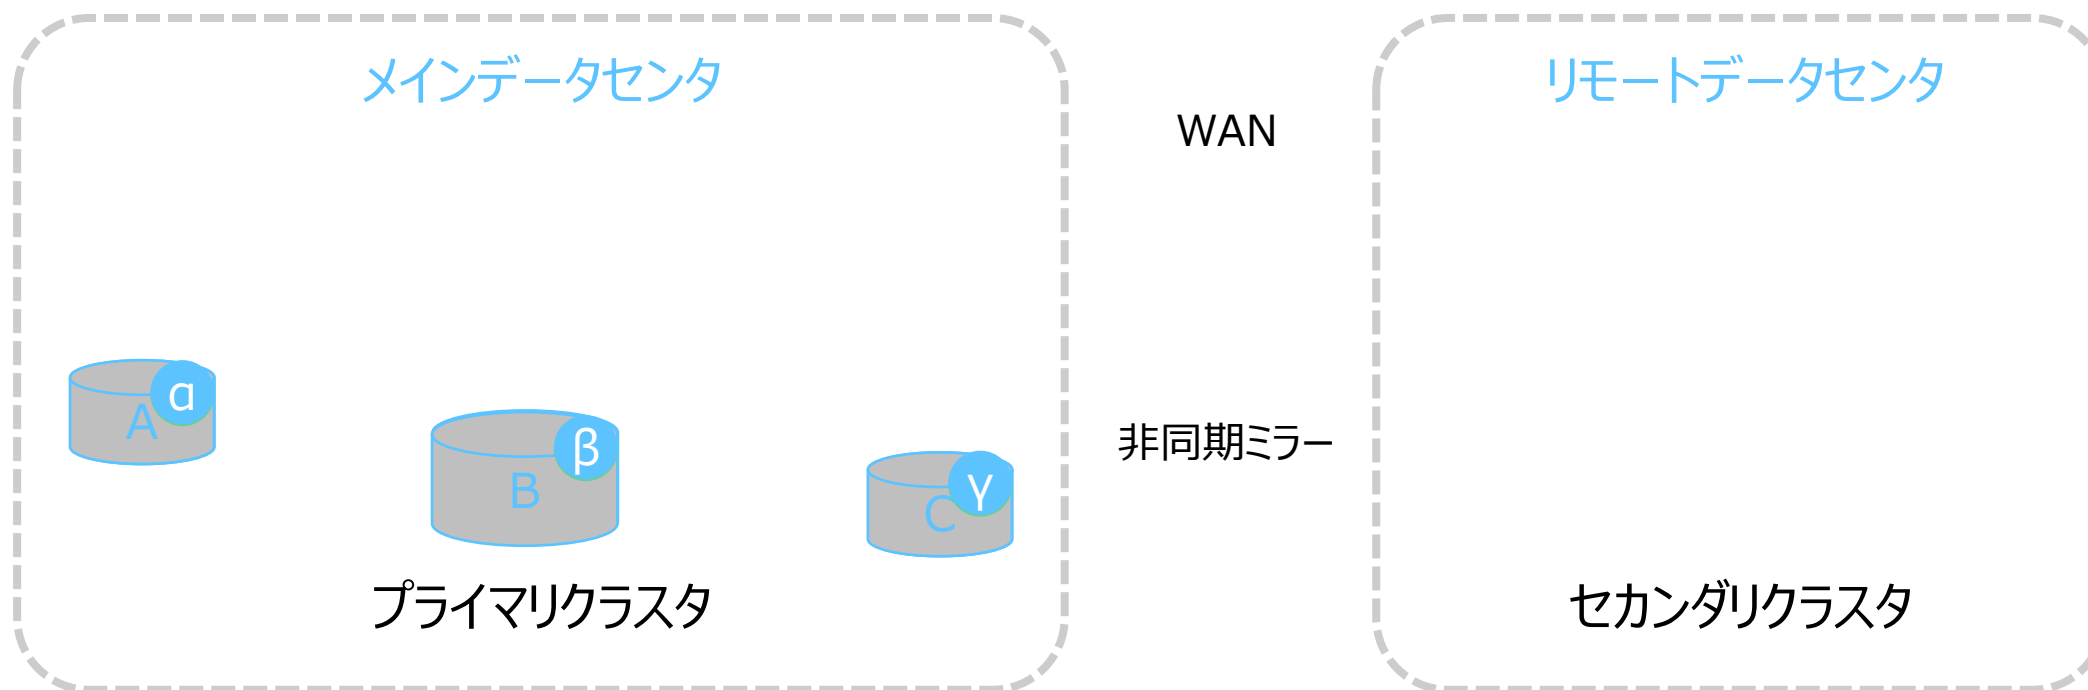 メインデータセンタ
リモートデータセンタ
WAN
A
α
B
β
C
γ
非同期ミラー
プライマリクラスタ
セカンダリクラスタ